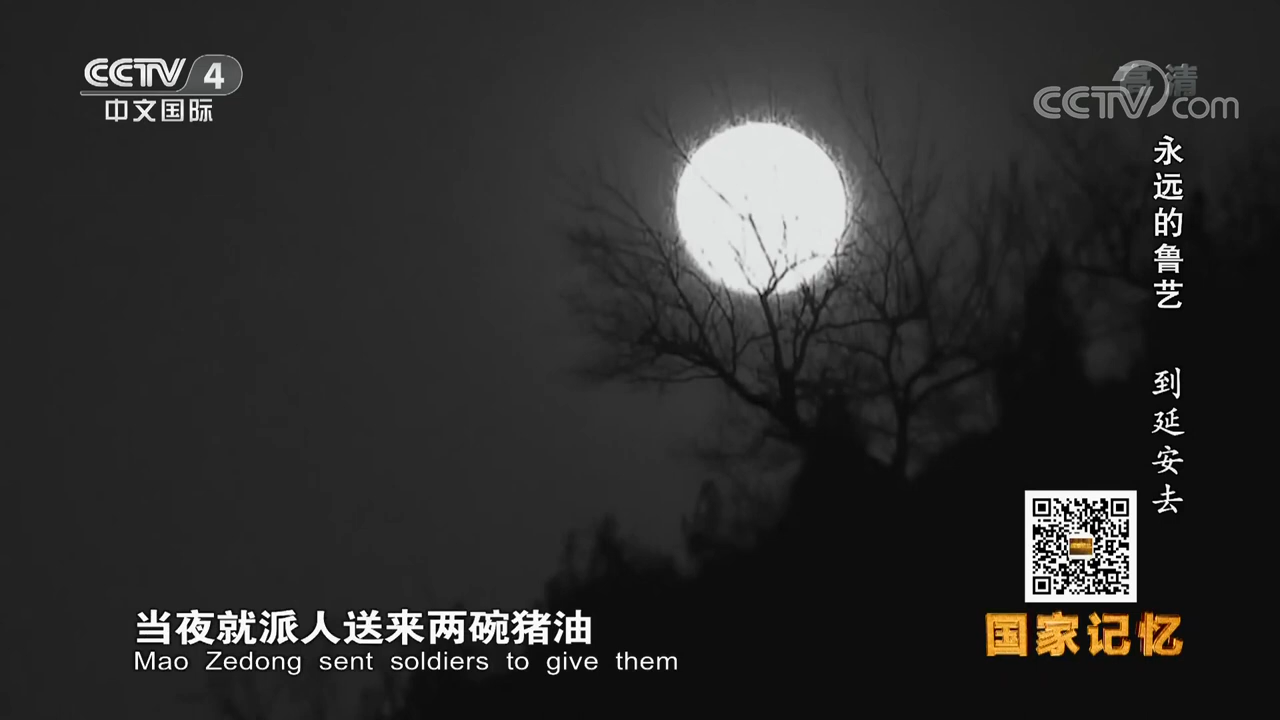 CCTV 4
中文国际
高清
CCTV.com
永远的鲁艺 到延安去
国家记忆
当夜就派人送来两碗猪油
Mao Zedong sent soldiers to give them